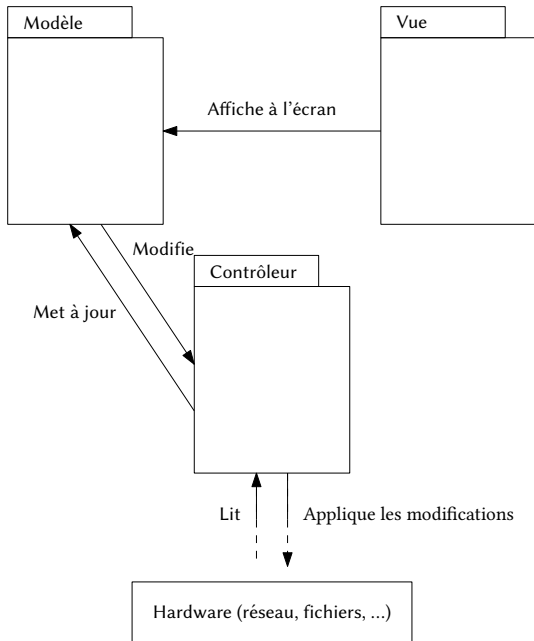 Modèle
Vue
Affiche à l'écran
Modifie
Contrôleur
Met à jour
Lit
Applique les modifications
Hardware (réseau, fichiers, ...)